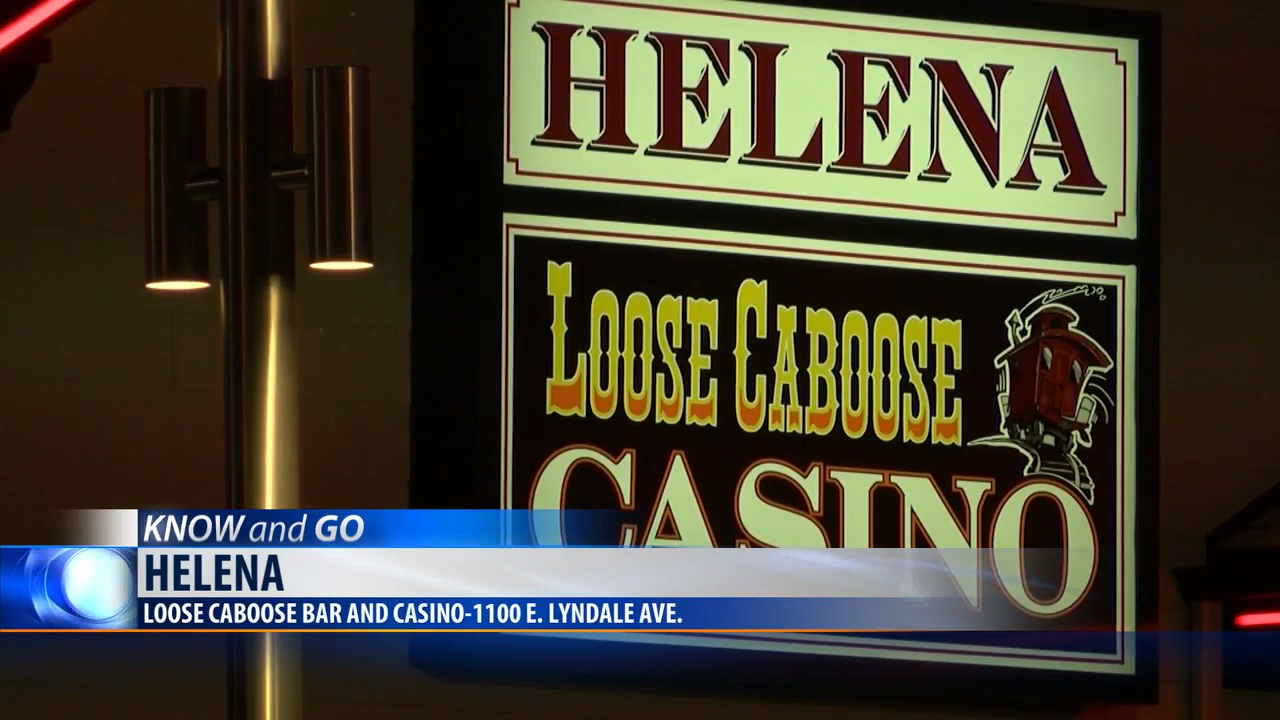 HELENA
LOOSE CABOOSE
CASINO
KNOW and GO
HELENA
LOOSE CABOOSE BAR AND CASINO-1100 E. LYNDALE AVE.